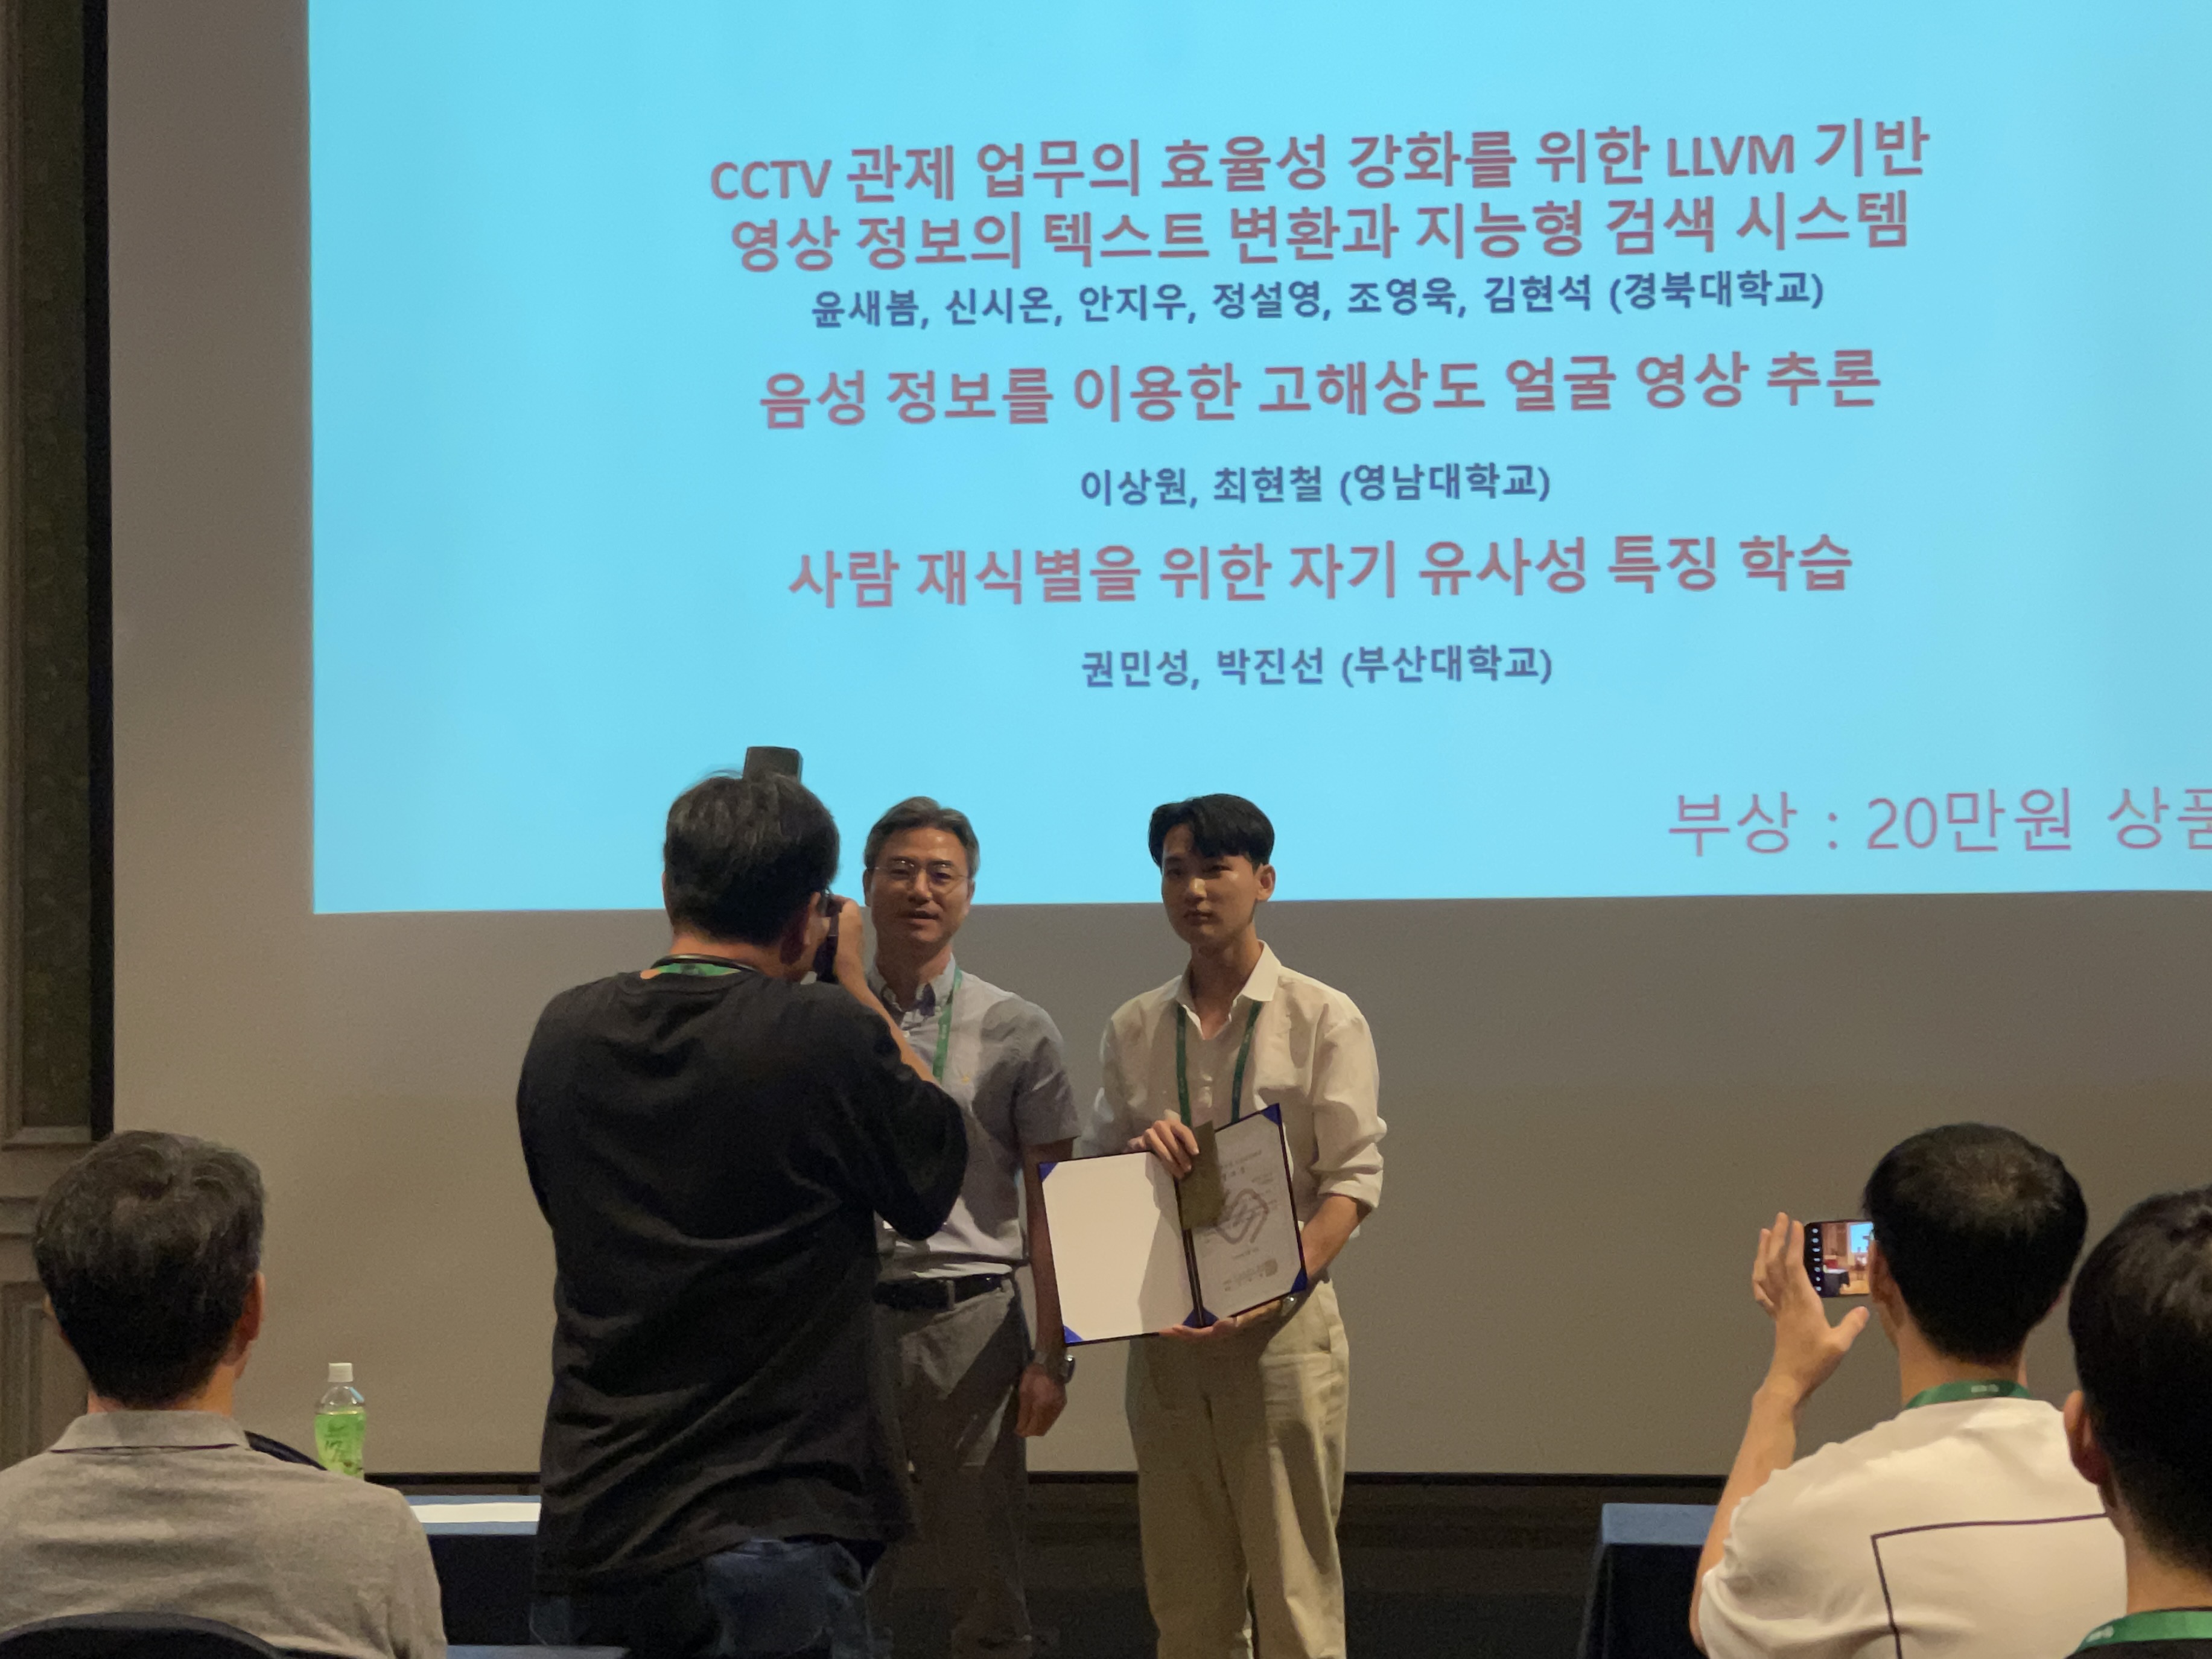 CCTV 관제 업무의 효율성 강화를 위한 LLVM 기반
영상 정보의 텍스트 변환과 지능형 검색 시스템
윤새봄, 신시온, 안지우, 정설영, 조영욱, 김현석 (경북대학교)
음성 정보를 이용한 고해상도 얼굴 영상 추론
이상원, 최현철 (영남대학교)
사람 재식별을 위한 자기 유사성 특징 학습
권민성, 박진선 (부산대학교)
부상 : 20만원 상품